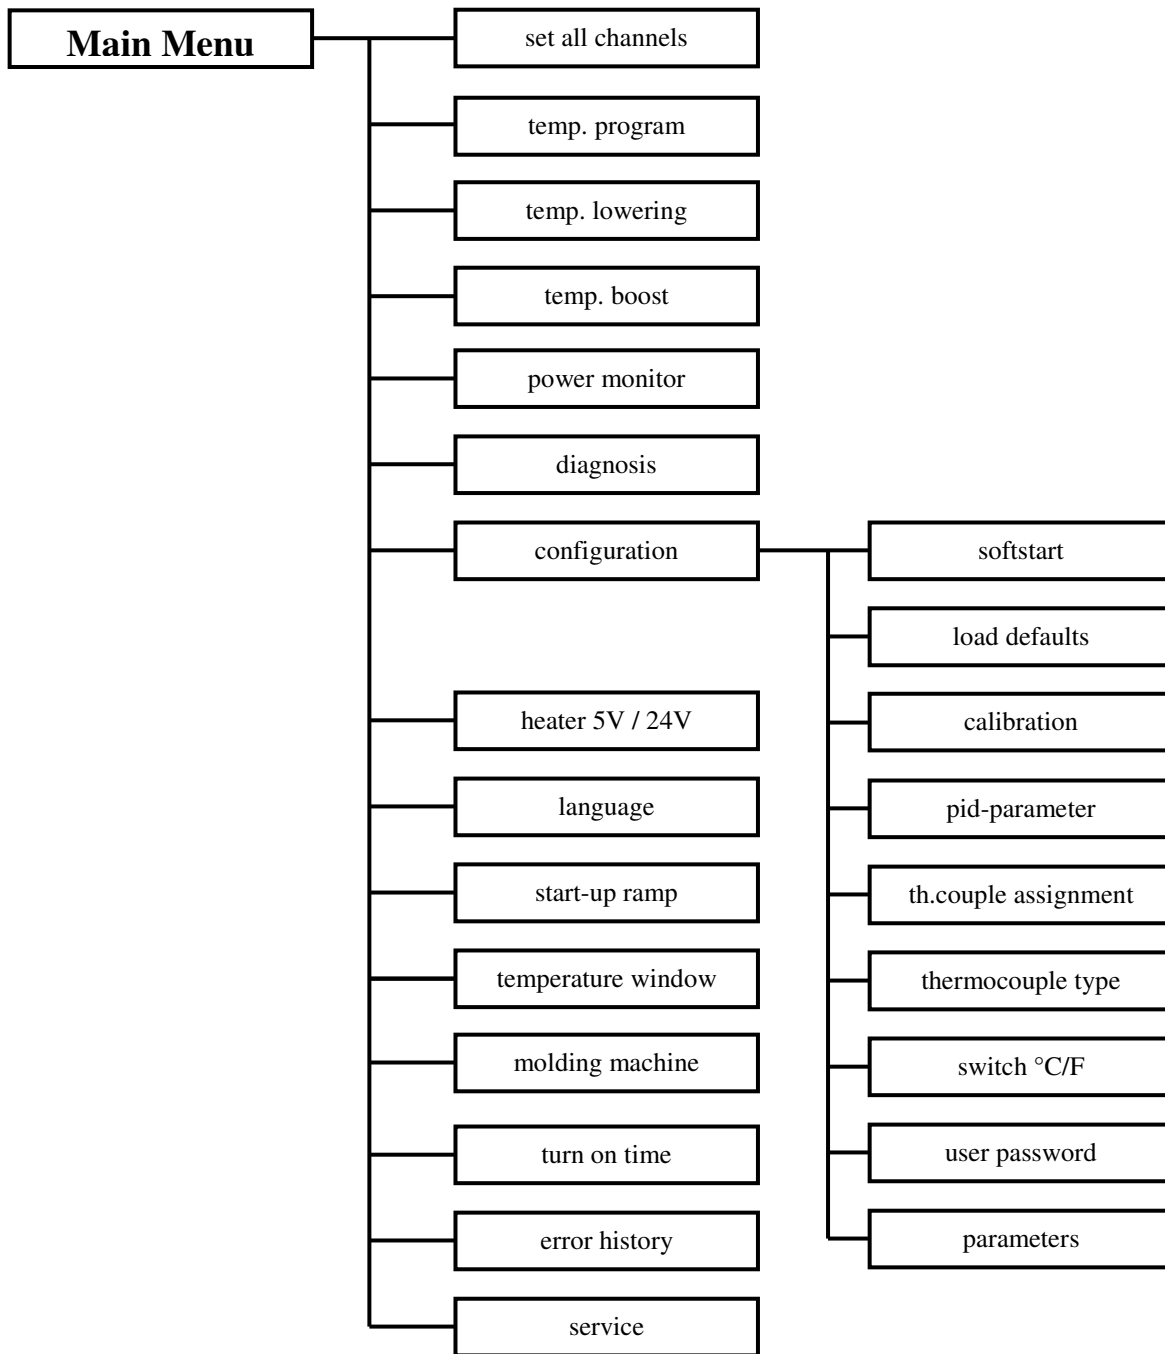 Main Menu
set all channels
temp. program
temp. lowering
temp. boost
power monitor
diagnosis
configuration
softstart
load defaults
calibration
pid-parameter
th.couple assignment
thermocouple type
switch °C/F
user password
parameters
heater 5V / 24V
language
start-up ramp
temperature window
molding machine
turn on time
error history
service